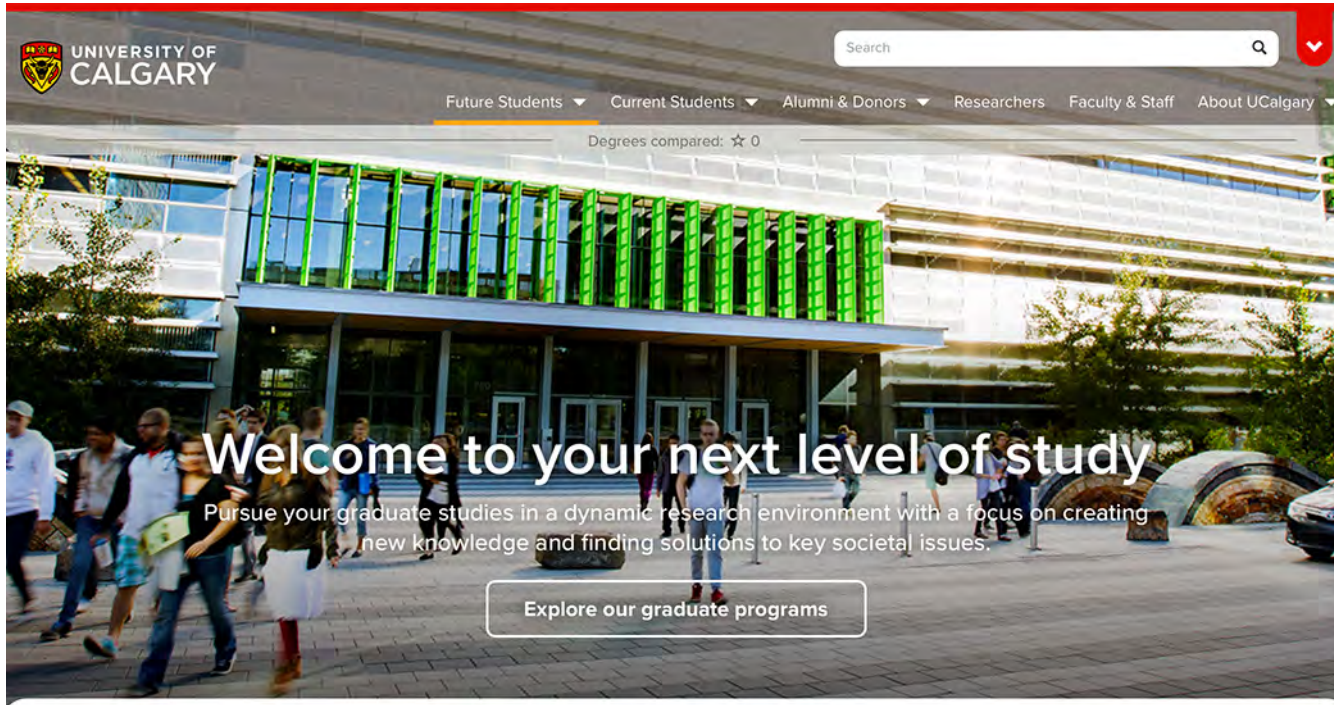 UNIVERSITY OF
CALGARY
Search
Future Students
Current Students
Alumni & Donors
Researchers
Faculty & Staff
About UCalgary
Degrees compared: ☆ 0
Welcome to your next level of study
Pursue your graduate studies in a dynamic research environment with a focus on creating
new knowledge and finding solutions to key societal issues.
Explore our graduate programs